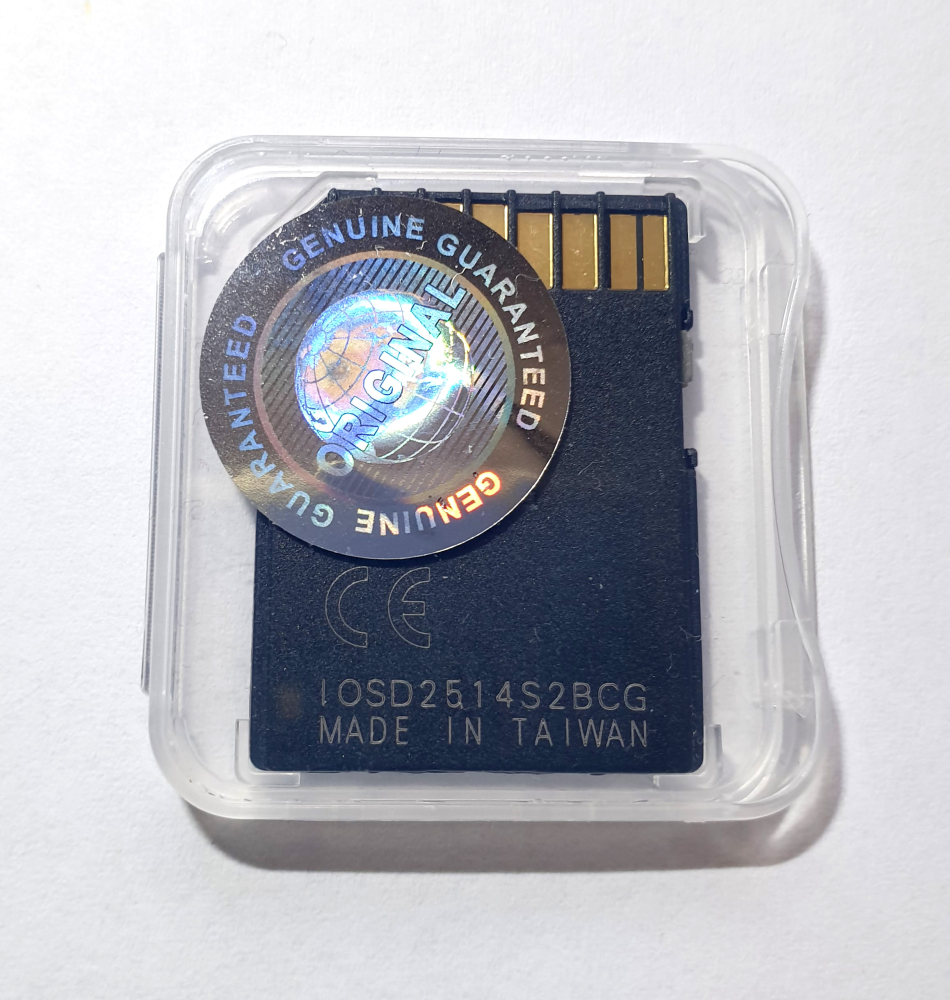 GENUINE GUARANTEED
GENUINE GUARANTEED
ORIGINAL
CE
IOSD2514S2BCG
MADE IN TAIWAN